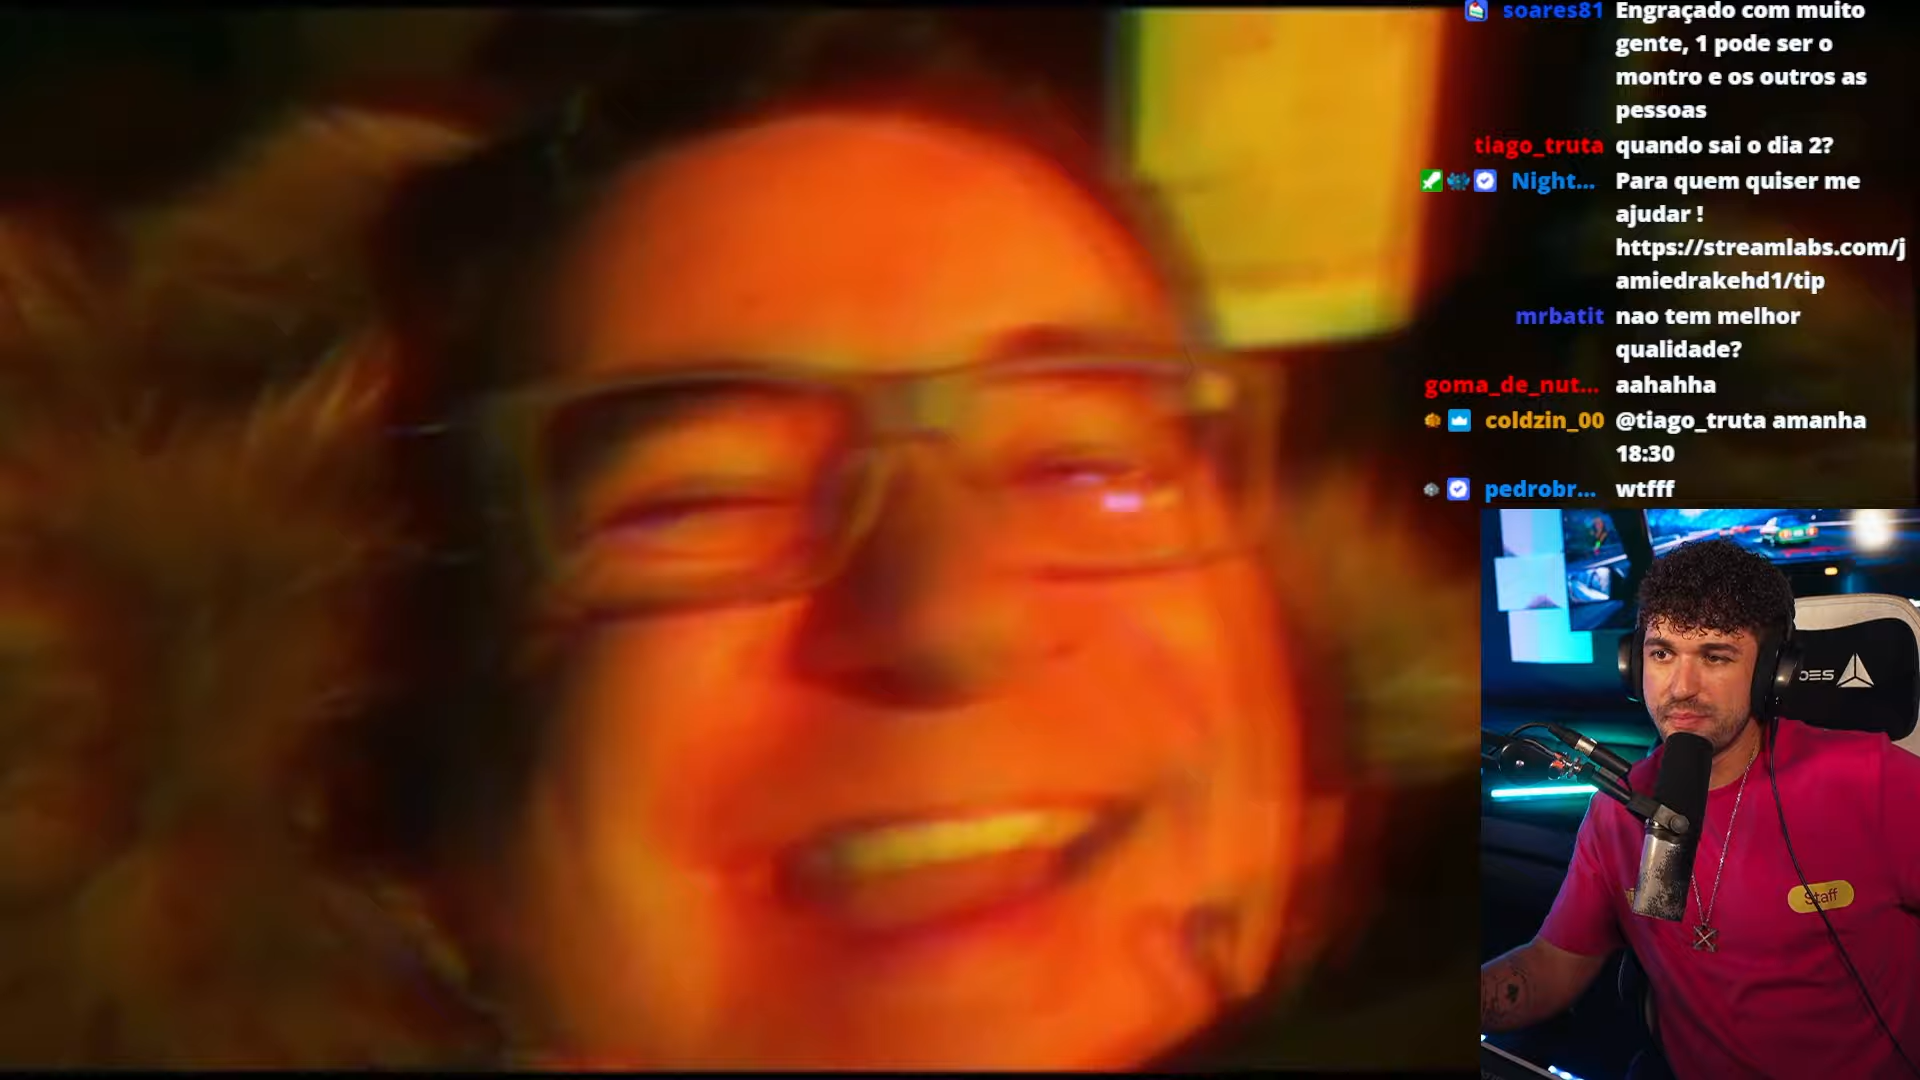 soares81 Engraçado com muito
gente, 1 pode ser o
montro e os outros as
pessoas
tiago_truta quando sai o dia 2?
Night... Para quem quiser me
ajudar !
https://streamlabs.com/j
amiedrakehd1/tip
mrbatit nao tem melhor
qualidade?
goma_de_nut... aahahha
coldzin_00 @tiago_truta amanha
18:30
pedrobr... wtfff
Staff